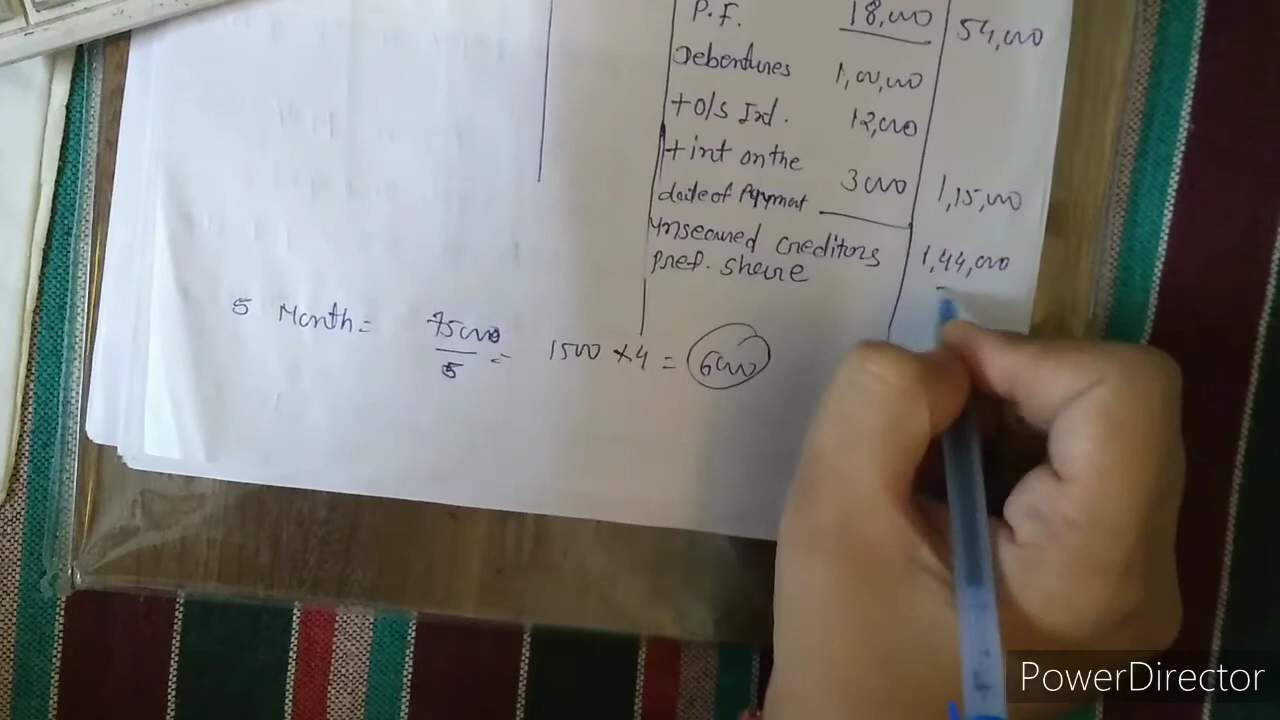 P.F. 18,000 54,000
Debentures 1,00,000
+ o/s Int. 12,000
+ int on the
date of Payment 3000 1,15,000
Unsecured Creditors 1,44,000
Pref. Share
5 Month = 7500 / 5 = 1500 × 4 = 6000
PowerDirector